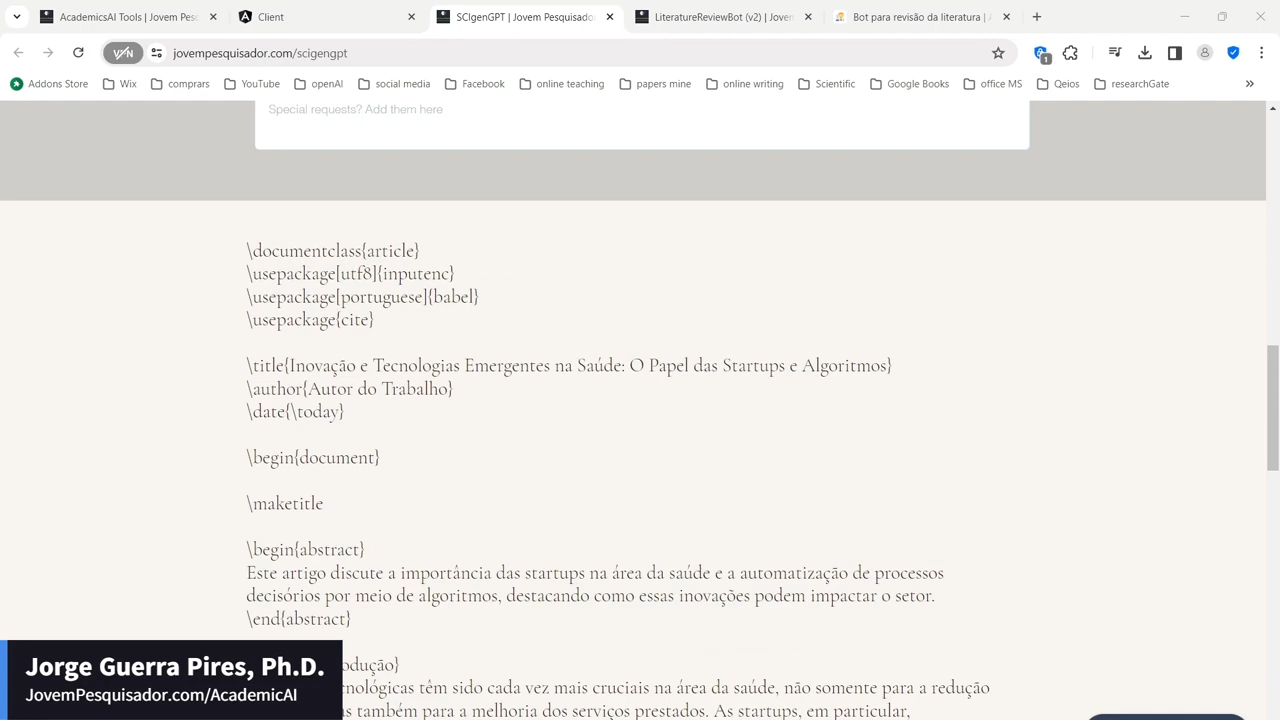 AcademicsAI Tools | Jovem Pesq
Client
SCIgenGPT | Jovem Pesquisador
LiteratureReviewBot (v2) | Joven
Bot para revisão da literatura |
jovempesquisador.com/scigengpt
1
Addons Store
Wix
comprars
YouTube
openAI
social media
Facebook
online teaching
papers mine
online writing
Scientific
Google Books
office MS
Qeios
researchGate
Special requests? Add them here
\documentclass{article}
\usepackage[utf8]{inputenc}
\usepackage[portuguese]{babel}
\usepackage{cite}
\title{Inovação e Tecnologias Emergentes na Saúde: O Papel das Startups e Algoritmos}
\author{Autor do Trabalho}
\date{\today}
\begin{document}
\maketitle
\begin{abstract}
Este artigo discute a importância das startups na área da saúde e a automatização de processos
decisórios por meio de algoritmos, destacando como essas inovações podem impactar o setor.
\end{abstract}
odução}
nológicas têm sido cada vez mais cruciais na área da saúde, não somente para a redução
as também para a melhoria dos serviços prestados. As startups, em particular,
Jorge Guerra Pires, Ph.D.
JovemPesquisador.com/AcademicAI